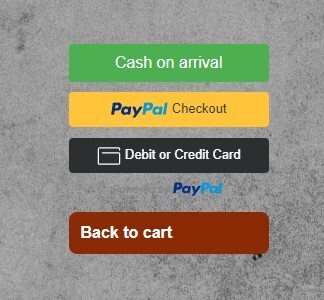 Cash on arrival
PayPal Checkout
Debit or Credit Card
Powered by PayPal
Back to cart